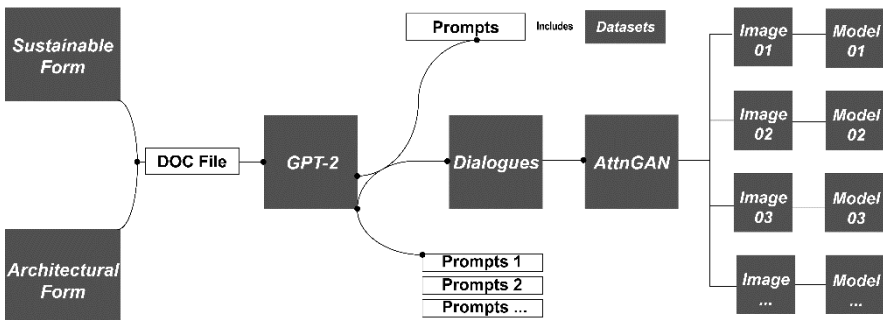 Sustainable
Form
Architectural
Form
DOC File
GPT-2
Prompts
Includes
Datasets
Dialogues
Prompts 1
Prompts 2
Prompts ...
AttnGAN
Image
01
Model
01
Image
02
Model
02
Image
03
Model
03
Image
...
Model
...